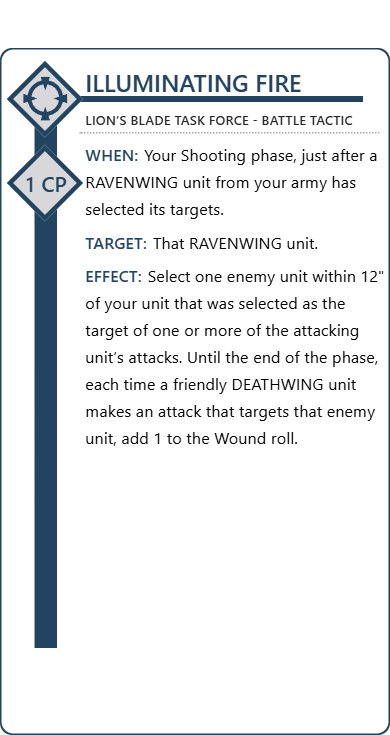 ILLUMINATING FIRE
LION’S BLADE TASK FORCE - BATTLE TACTIC
WHEN: Your Shooting phase, just after a
1 CP
RAVENWING unit from your army has
selected its targets.
TARGET: That RAVENWING unit.
EFFECT: Select one enemy unit within 12"
of your unit that was selected as the
target of one or more of the attacking
unit’s attacks. Until the end of the phase,
each time a friendly DEATHWING unit
makes an attack that targets that enemy
unit, add 1 to the Wound roll.